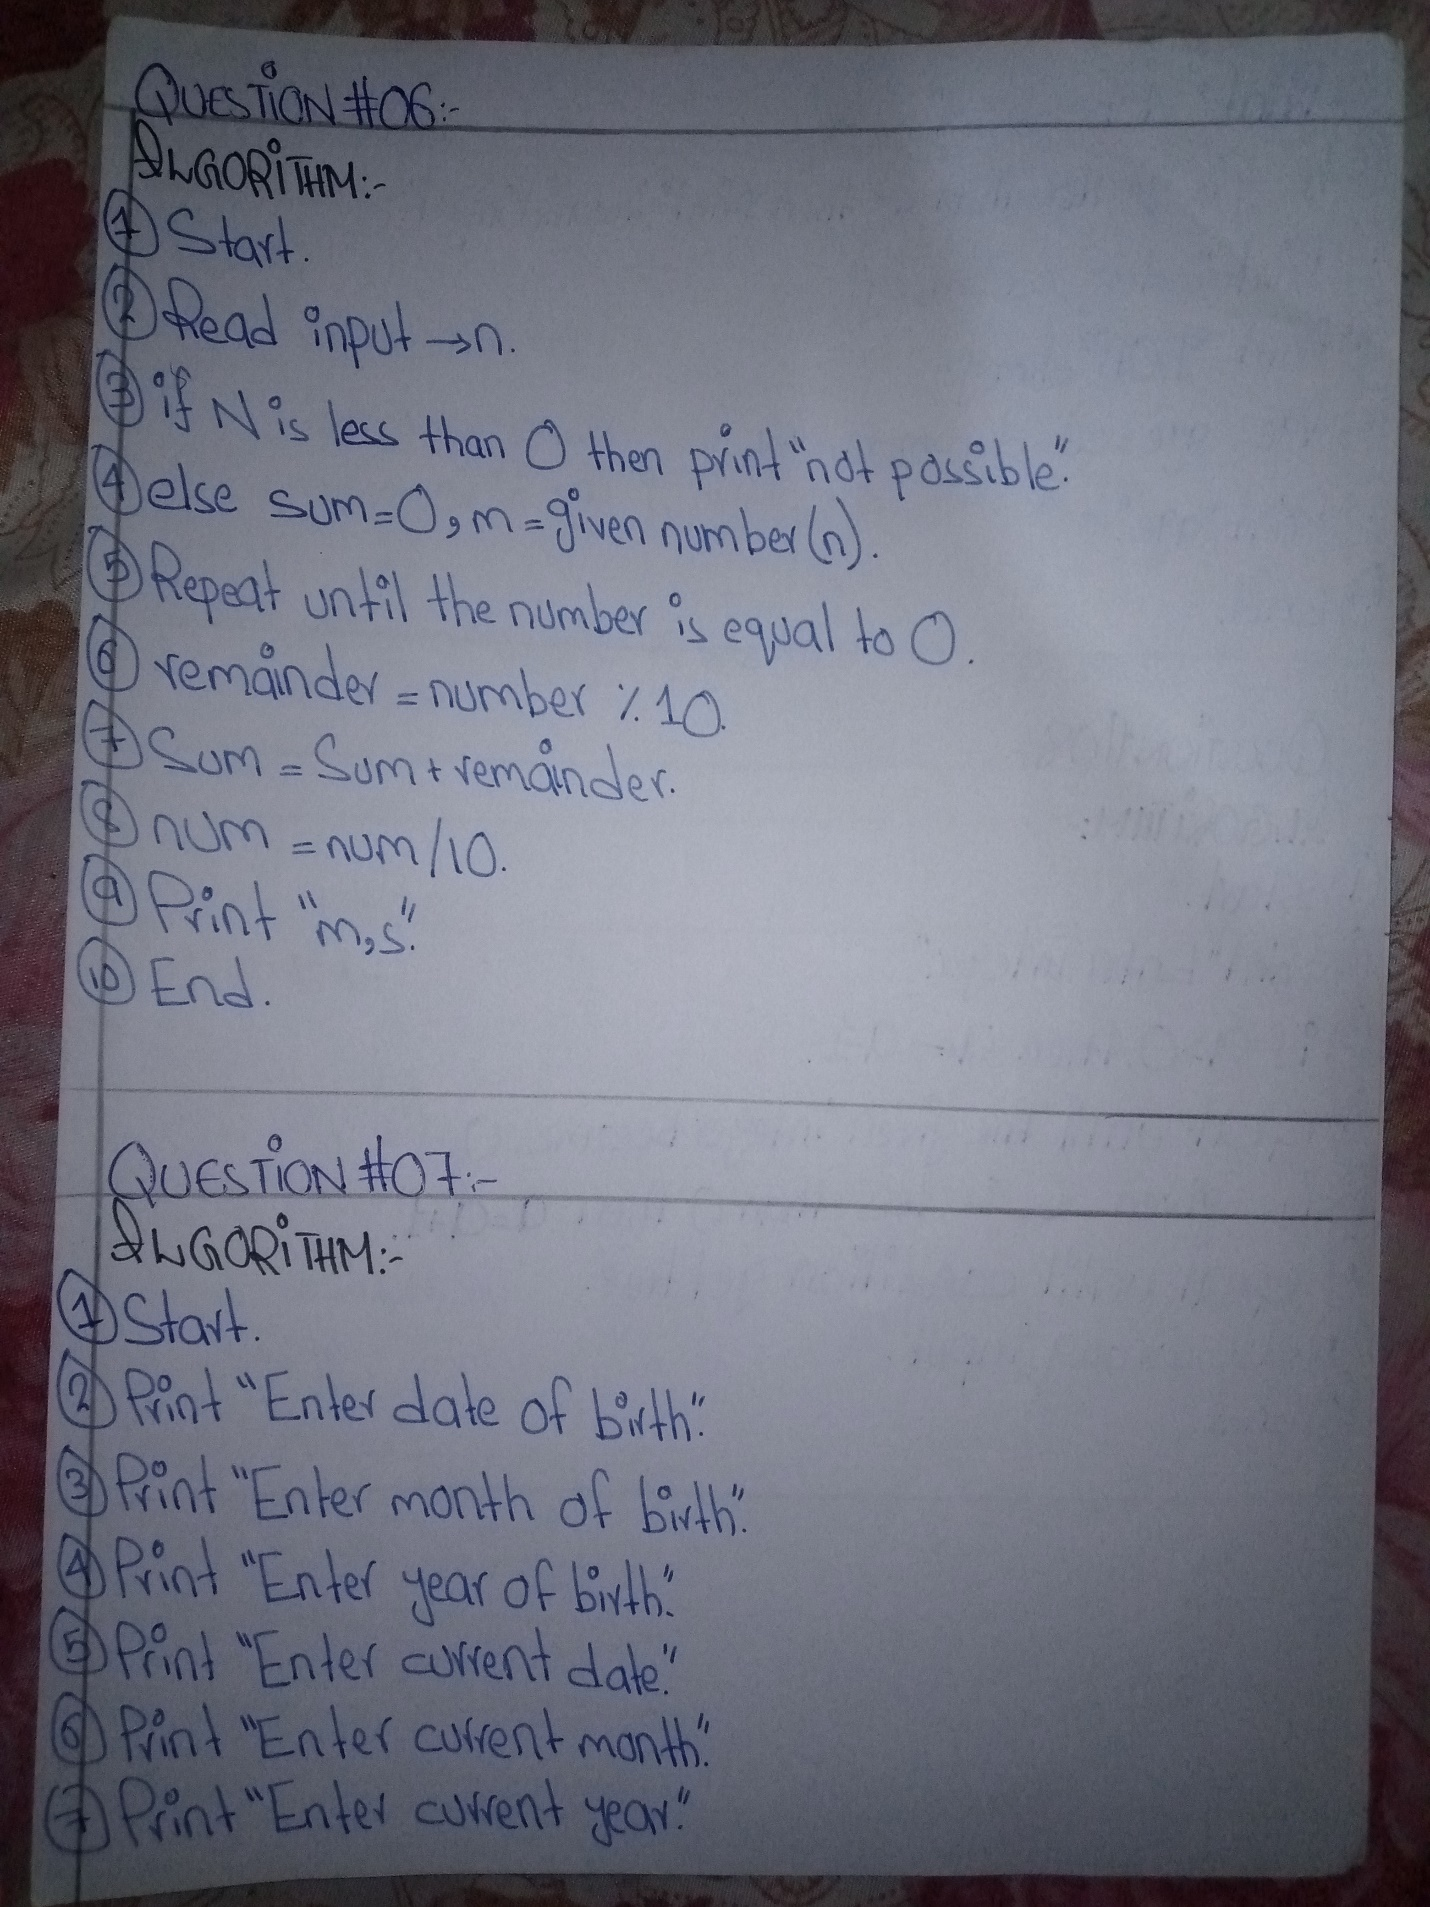 QUESTION #06:-
ALGORITHM:-
1 Start.
2 Read input →n.
3 if N is less than 0 then print "not possible".
4 else sum=0, m=given number(n).
5 Repeat until the number is equal to 0.
6 remainder = number % 10.
7 Sum = Sum + remainder.
8 num = num/10.
9 Print "m,s".
10 End.
QUESTION #07:-
ALGORITHM:-
1 Start.
2 Print "Enter date of birth".
3 Print "Enter month of birth".
4 Print "Enter year of birth".
5 Print "Enter current date".
6 Print "Enter current month".
7 Print "Enter current year."